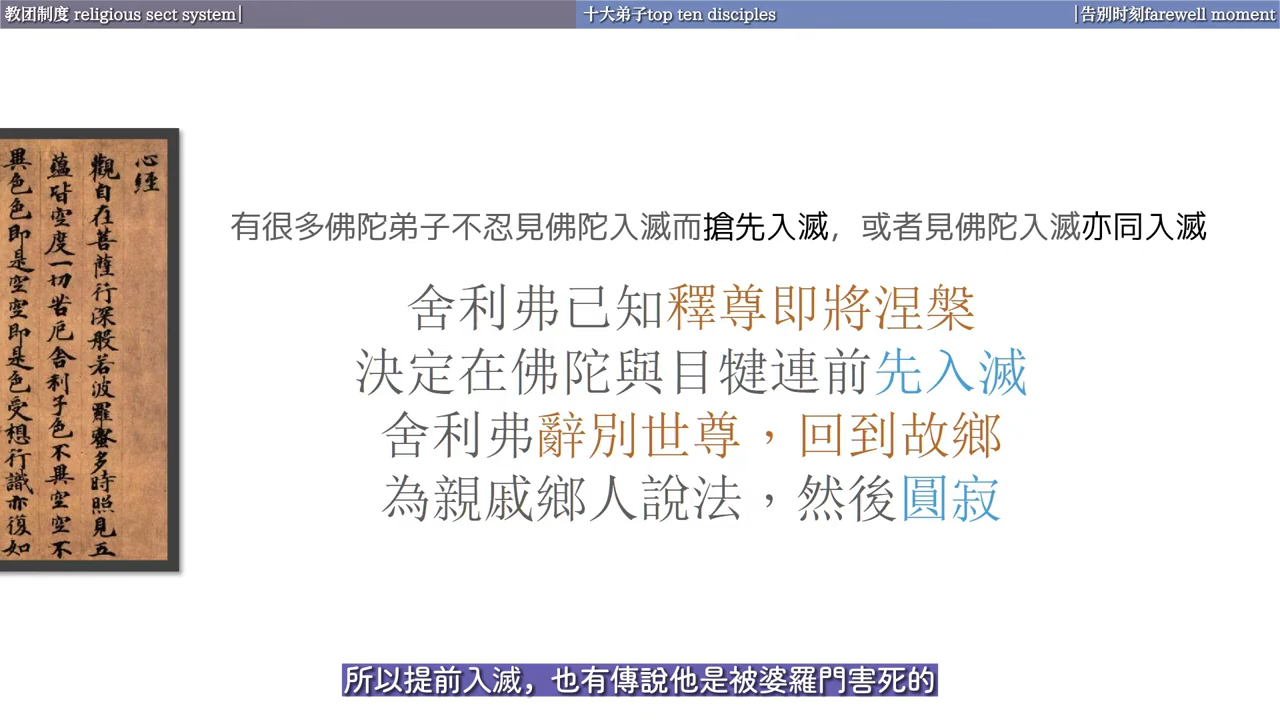 教团制度 religious sect system|
十大弟子top ten disciples
|告别时刻farewell moment
心經
觀自在菩薩行深般若波羅蜜多時照見五
蘊皆空度一切苦厄舍利子色不異空空不
異色色即是空空即是色受想行識亦復如
有很多佛陀弟子不忍見佛陀入滅而搶先入滅，或者見佛陀入滅亦同入滅
舍利弗已知釋尊即將涅槃
決定在佛陀與目犍連前先入滅
舍利弗辭別世尊，回到故鄉
為親戚鄉人說法，然後圓寂
所以提前入滅，也有傳說他是被婆羅門害死的